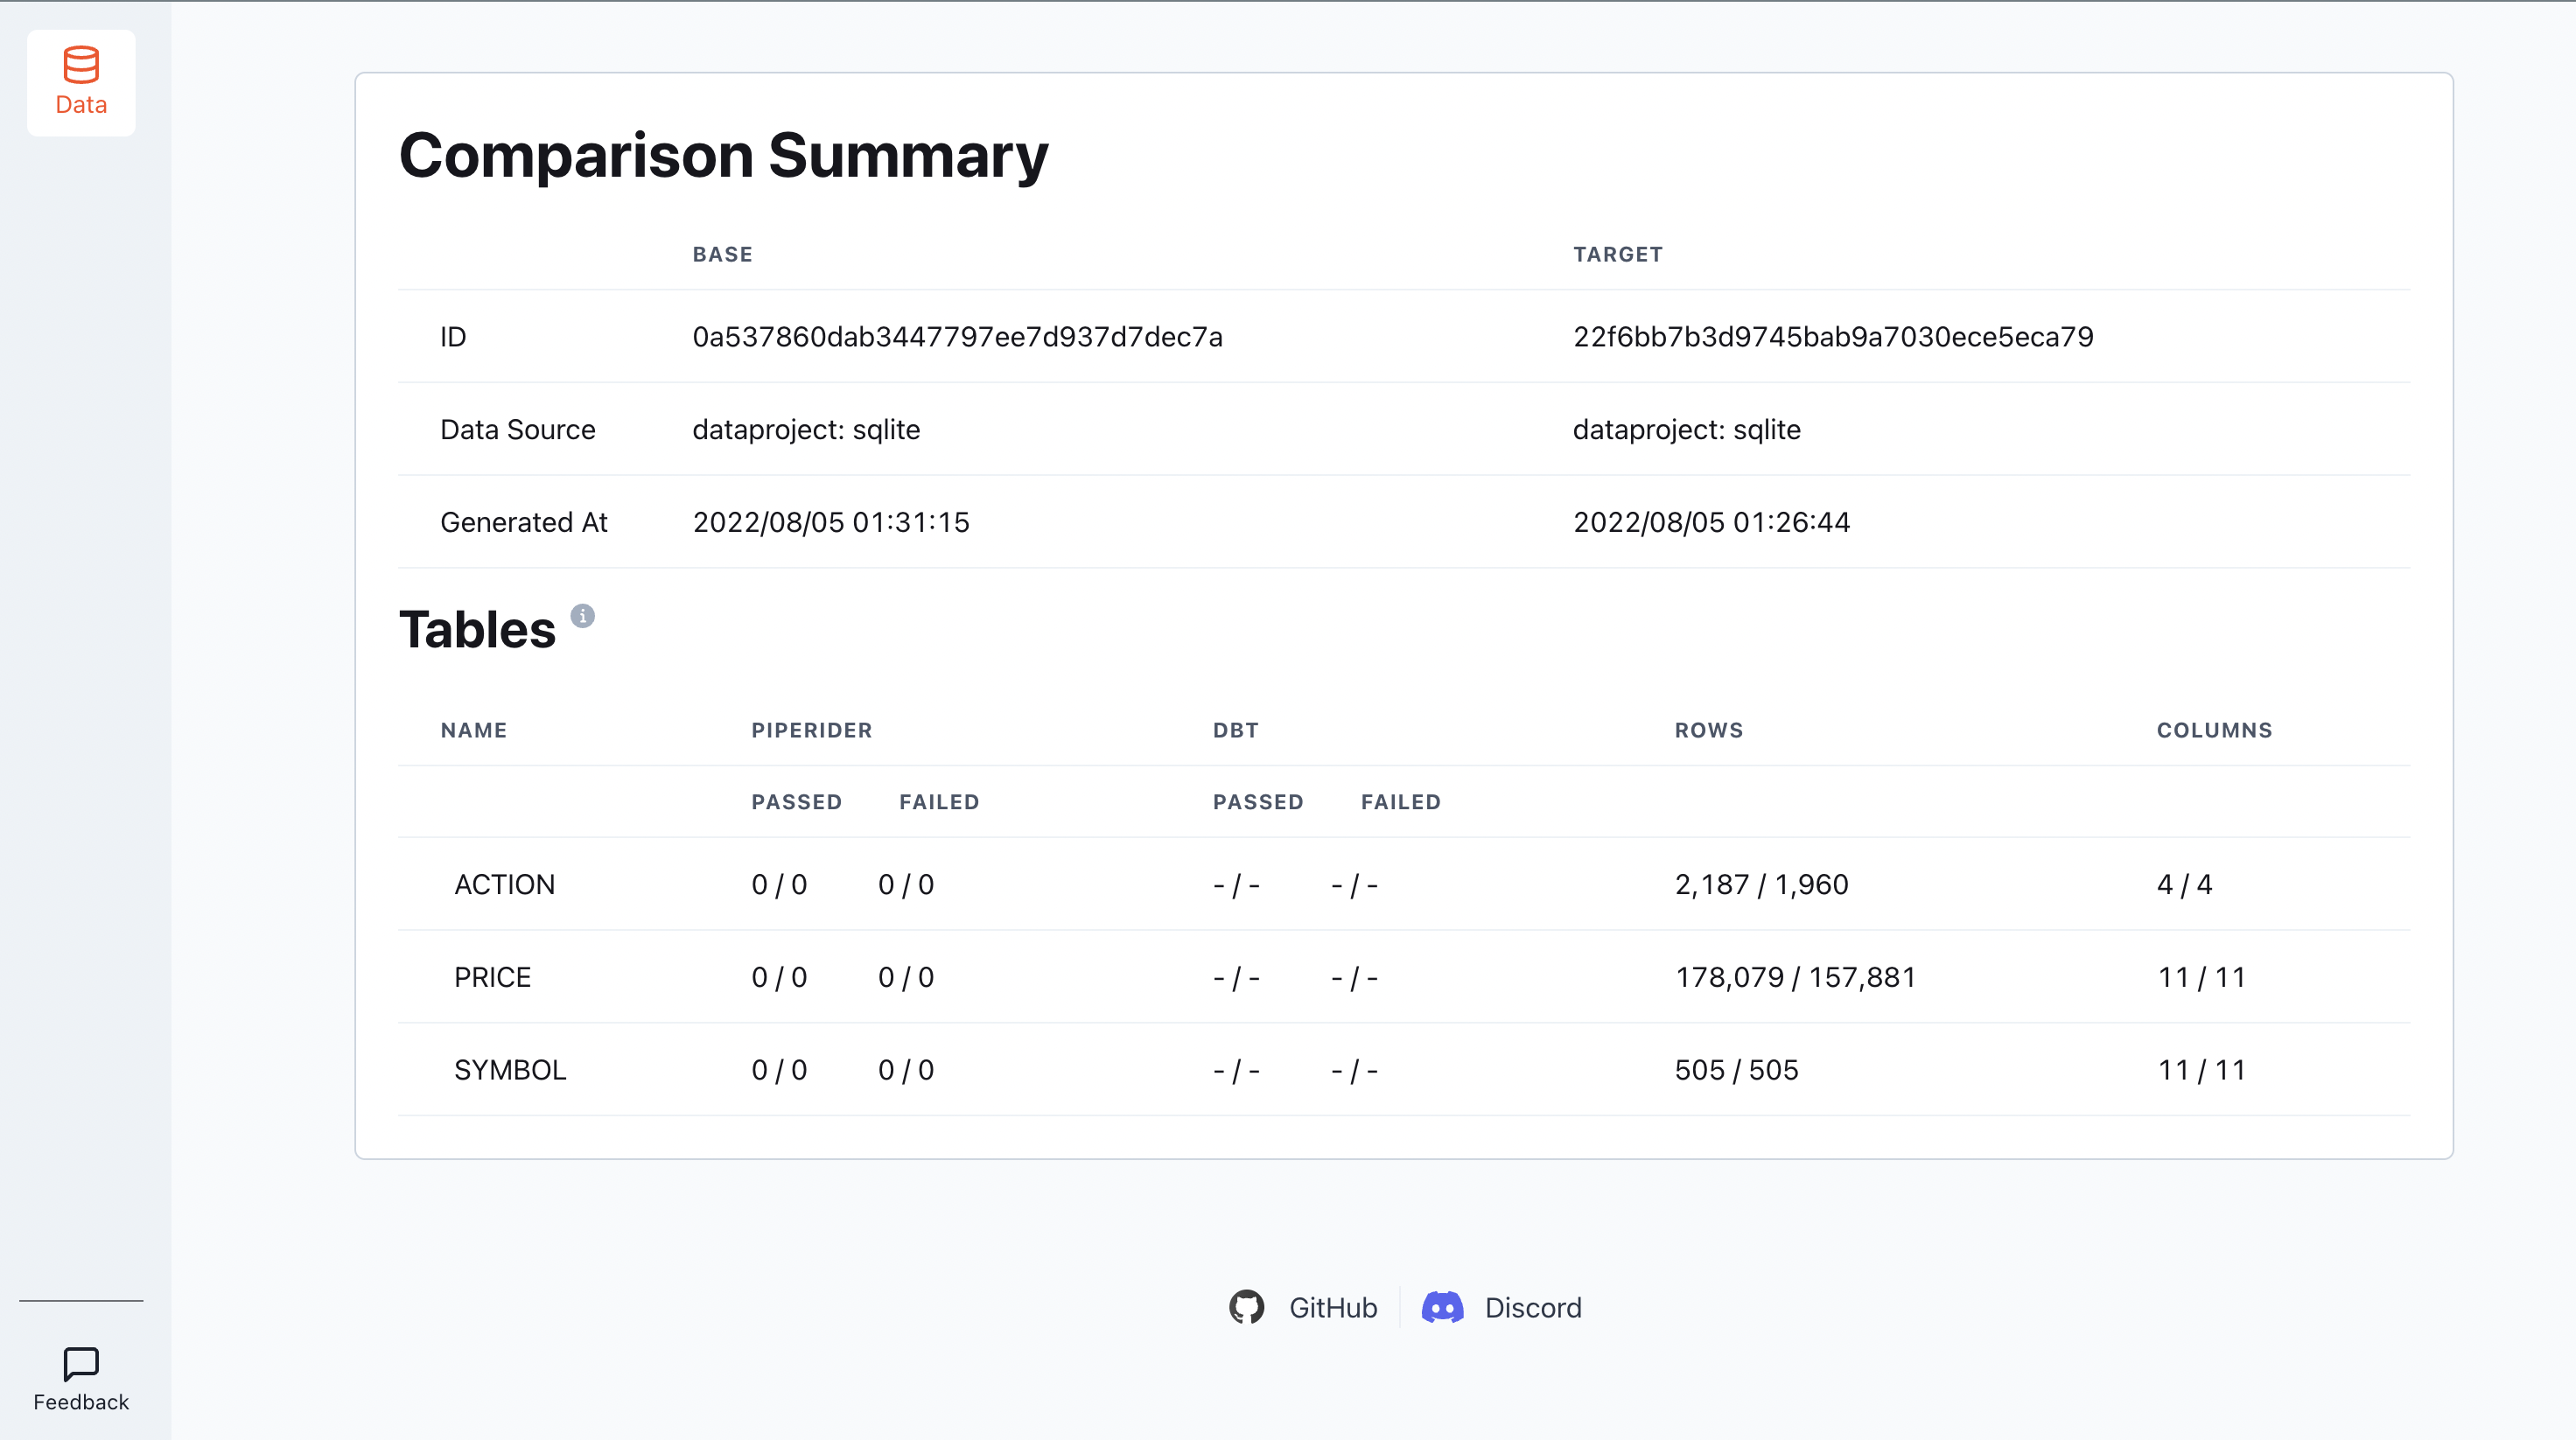 Data
Comparison Summary
BASE TARGET
ID 0a537860dab3447797ee7d937d7dec7a 22f6bb7b3d9745bab9a7030ece5eca79
Data Source dataproject: sqlite dataproject: sqlite
Generated At 2022/08/05 01:31:15 2022/08/05 01:26:44
Tables
NAME PIPERIDER DBT ROWS COLUMNS
PASSED FAILED PASSED FAILED
ACTION 0 / 0 0 / 0 - / - - / - 2,187 / 1,960 4 / 4
PRICE 0 / 0 0 / 0 - / - - / - 178,079 / 157,881 11 / 11
SYMBOL 0 / 0 0 / 0 - / - - / - 505 / 505 11 / 11
GitHub Discord
Feedback